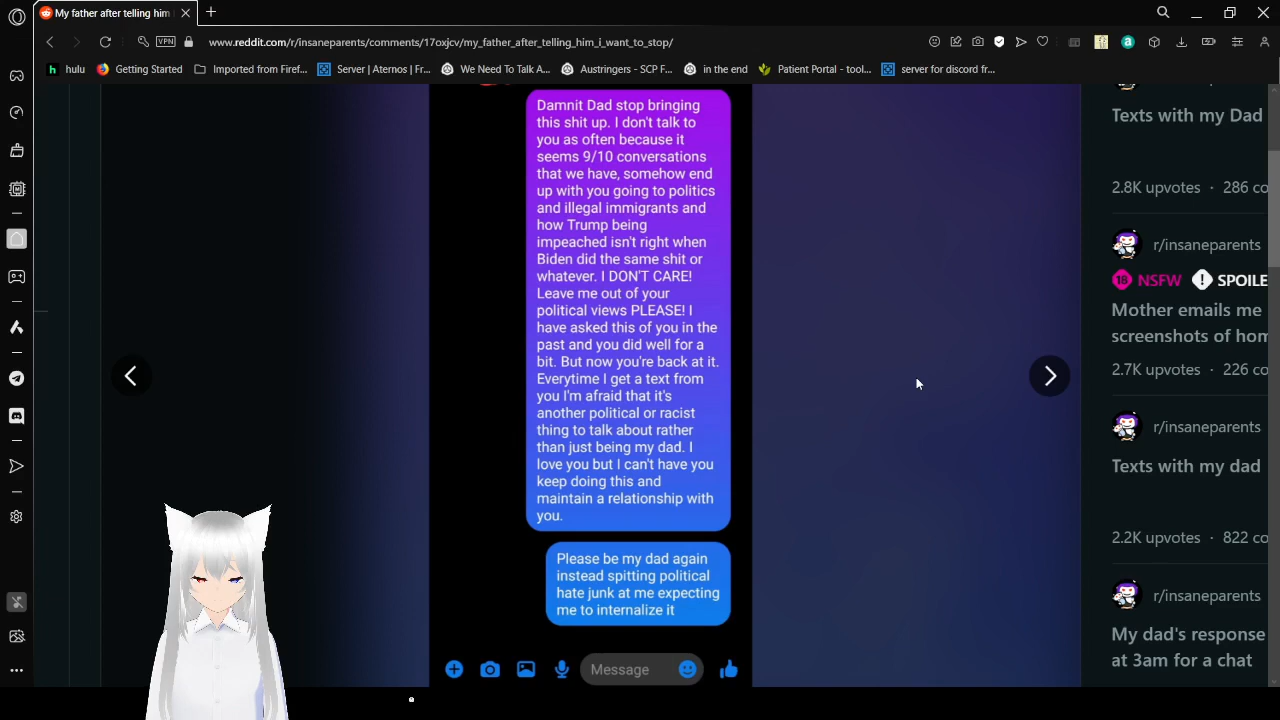 My father after telling him
VPN
www.reddit.com/r/insaneparents/comments/17oxjcv/my_father_after_telling_him_i_want_to_stop/
hulu
Getting Started
Imported from Firef...
Server | Aternos | Fr...
We Need To Talk A...
Austringers - SCP F...
in the end
Patient Portal - tool...
server for discord fr...
Damnit Dad stop bringing
this shit up. I don't talk to
you as often because it
seems 9/10 conversations
that we have, somehow end
up with you going to politics
and illegal immigrants and
how Trump being
impeached isn't right when
Biden did the same shit or
whatever. I DON'T CARE!
Leave me out of your
political views PLEASE! I
have asked this of you in the
past and you did well for a
bit. But now you're back at it.
Everytime I get a text from
you I'm afraid that it's
another political or racist
thing to talk about rather
than just being my dad. I
love you but I can't have you
keep doing this and
maintain a relationship with
you.
Please be my dad again
instead spitting political
hate junk at me expecting
me to internalize it
Message
Texts with my Dad
2.8K upvotes · 286 co
r/insaneparents
18 NSFW ! SPOILE
Mother emails me
screenshots of hom
2.7K upvotes · 226 co
r/insaneparents
Texts with my dad
2.2K upvotes · 822 co
r/insaneparents
My dad's response
at 3am for a chat